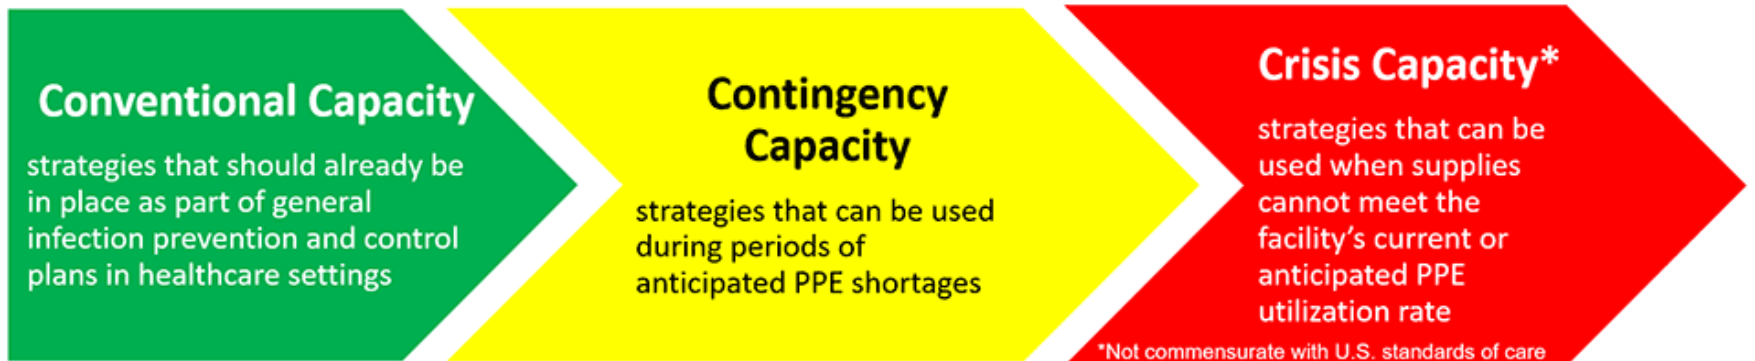 Conventional Capacity
strategies that should already be
in place as part of general
infection prevention and control
plans in healthcare settings
Contingency
Capacity
strategies that can be used
during periods of
anticipated PPE shortages
Crisis Capacity*
strategies that can be
used when supplies
cannot meet the
facility’s current or
anticipated PPE
utilization rate
*Not commensurate with U.S. standards of care